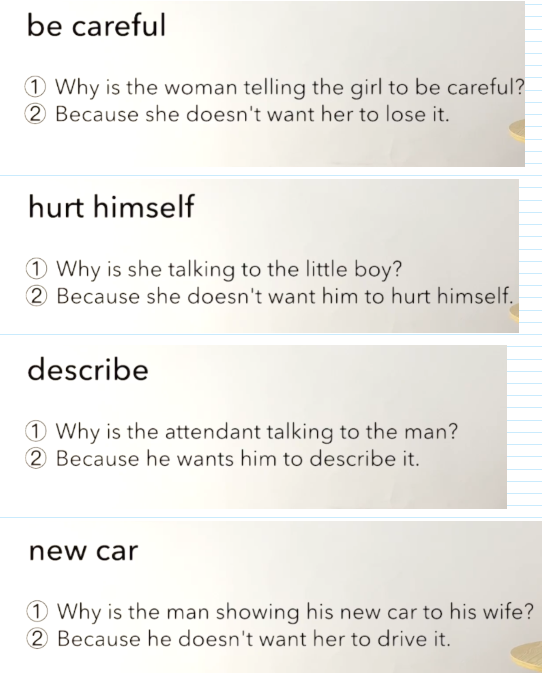 be careful
① Why is the woman telling the girl to be careful?
② Because she doesn't want her to lose it.
hurt himself
① Why is she talking to the little boy?
② Because she doesn't want him to hurt himself.
describe
① Why is the attendant talking to the man?
② Because he wants him to describe it.
new car
① Why is the man showing his new car to his wife?
② Because he doesn't want her to drive it.